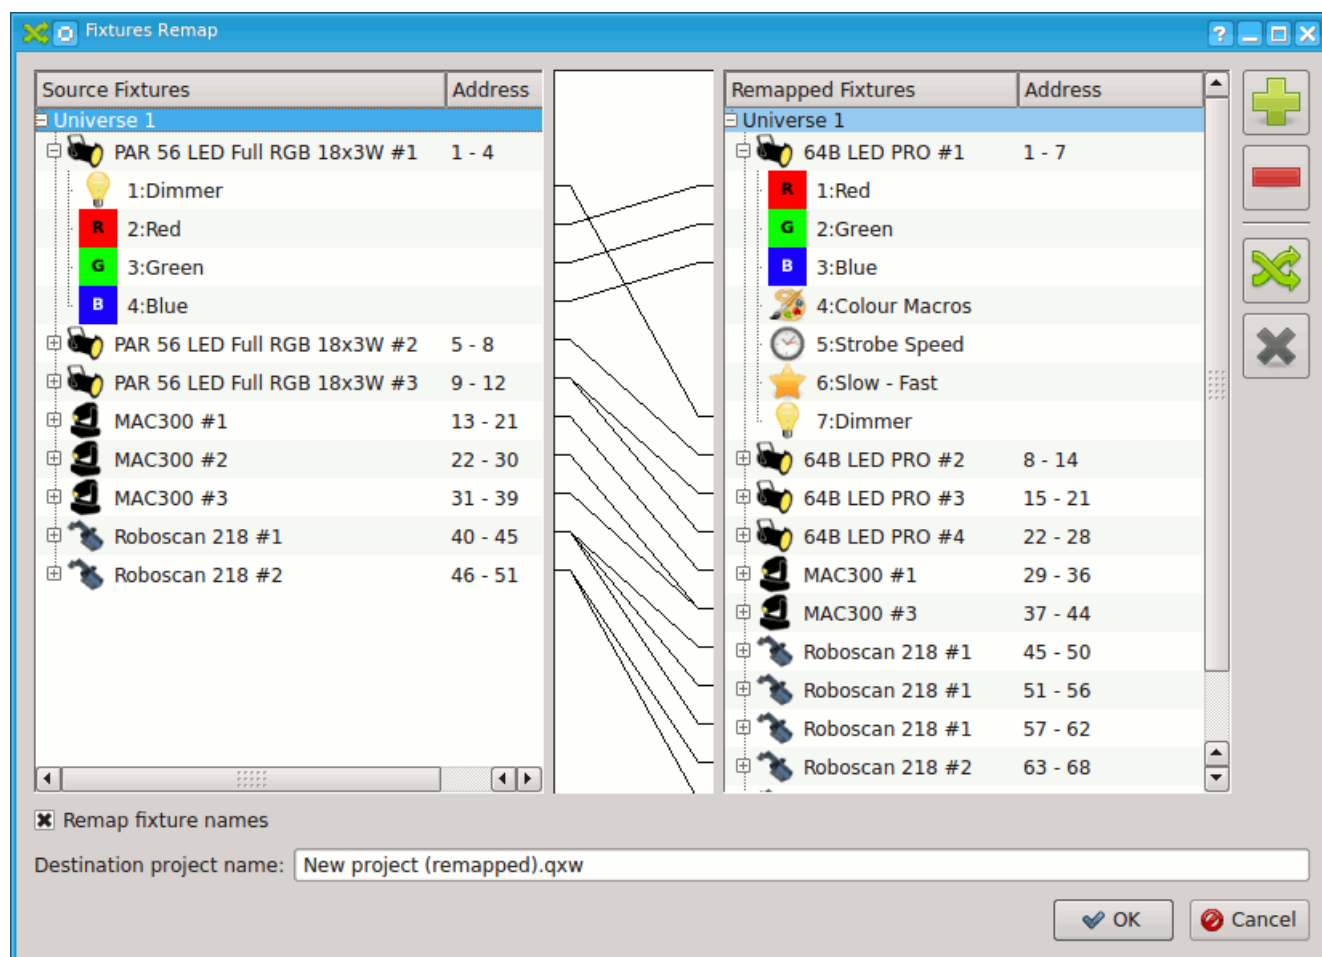 Fixtures Remap
?
Source Fixtures Address
Universe 1
PAR 56 LED Full RGB 18x3W #1 1 - 4
1:Dimmer
R 2:Red
G 3:Green
B 4:Blue
PAR 56 LED Full RGB 18x3W #2 5 - 8
PAR 56 LED Full RGB 18x3W #3 9 - 12
MAC300 #1 13 - 21
MAC300 #2 22 - 30
MAC300 #3 31 - 39
Roboscan 218 #1 40 - 45
Roboscan 218 #2 46 - 51
Remapped Fixtures Address
Universe 1
64B LED PRO #1 1 - 7
R 1:Red
G 2:Green
B 3:Blue
4:Colour Macros
5:Strobe Speed
6:Slow - Fast
7:Dimmer
64B LED PRO #2 8 - 14
64B LED PRO #3 15 - 21
64B LED PRO #4 22 - 28
MAC300 #1 29 - 36
MAC300 #3 37 - 44
Roboscan 218 #1 45 - 50
Roboscan 218 #1 51 - 56
Roboscan 218 #1 57 - 62
Roboscan 218 #2 63 - 68
Remap fixture names
Destination project name: New project (remapped).qxw
OK Cancel